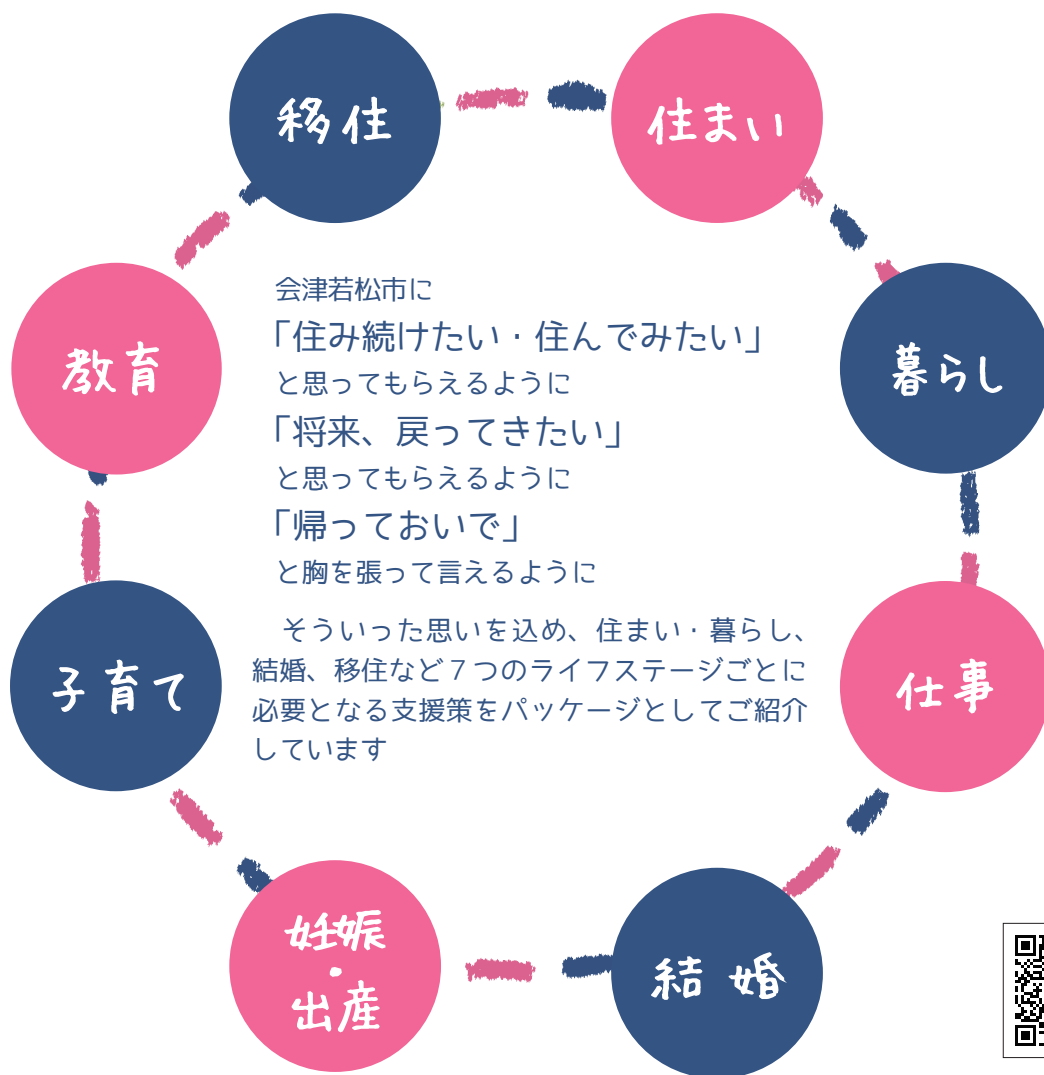 移住
住まい
教育
暮らし
会津若松市に
「住み続けたい・住んでみたい」
と思ってもらえるように
「将来、戻ってきたい」
と思ってもらえるように
「帰っておいで」
と胸を張って言えるように
そういった思いを込め、住まい・暮らし、
結婚、移住など７つのライフステージごとに
必要となる支援策をパッケージとしてご紹介
しています
子育て
仕事
妊娠
・
出産
結婚